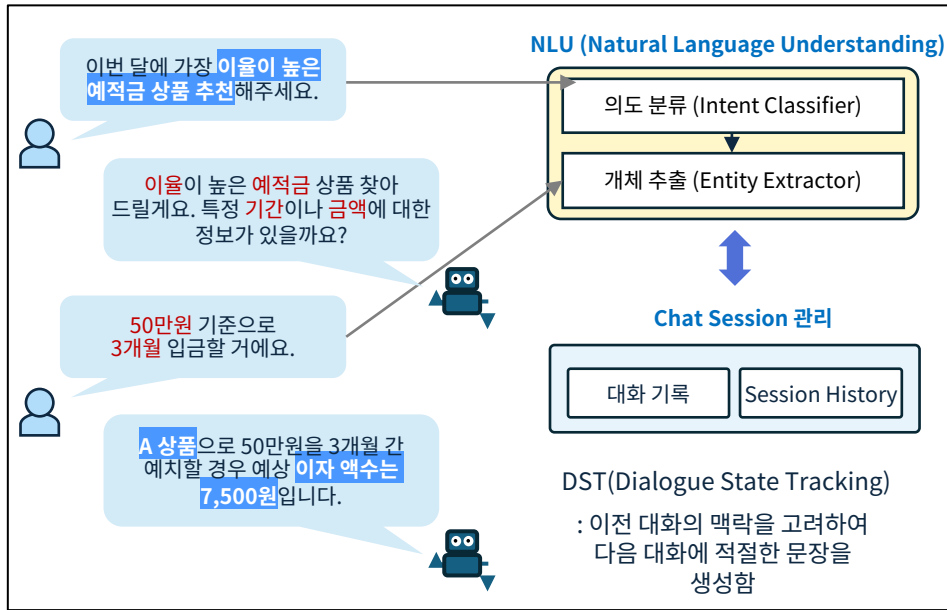 이번 달에 가장 이율이 높은
예적금 상품 추천해주세요.
이율이 높은 예적금 상품 찾아
드릴게요. 특정 기간이나 금액에 대한
정보가 있을까요?
50만원 기준으로
3개월 입금할 거에요.
A 상품으로 50만원을 3개월 간
예치할 경우 예상 이자 액수는
7,500원입니다.
NLU (Natural Language Understanding)
의도 분류 (Intent Classifier)
개체 추출 (Entity Extractor)
Chat Session 관리
대화 기록
Session History
DST(Dialogue State Tracking)
: 이전 대화의 맥락을 고려하여
다음 대화에 적절한 문장을
생성함